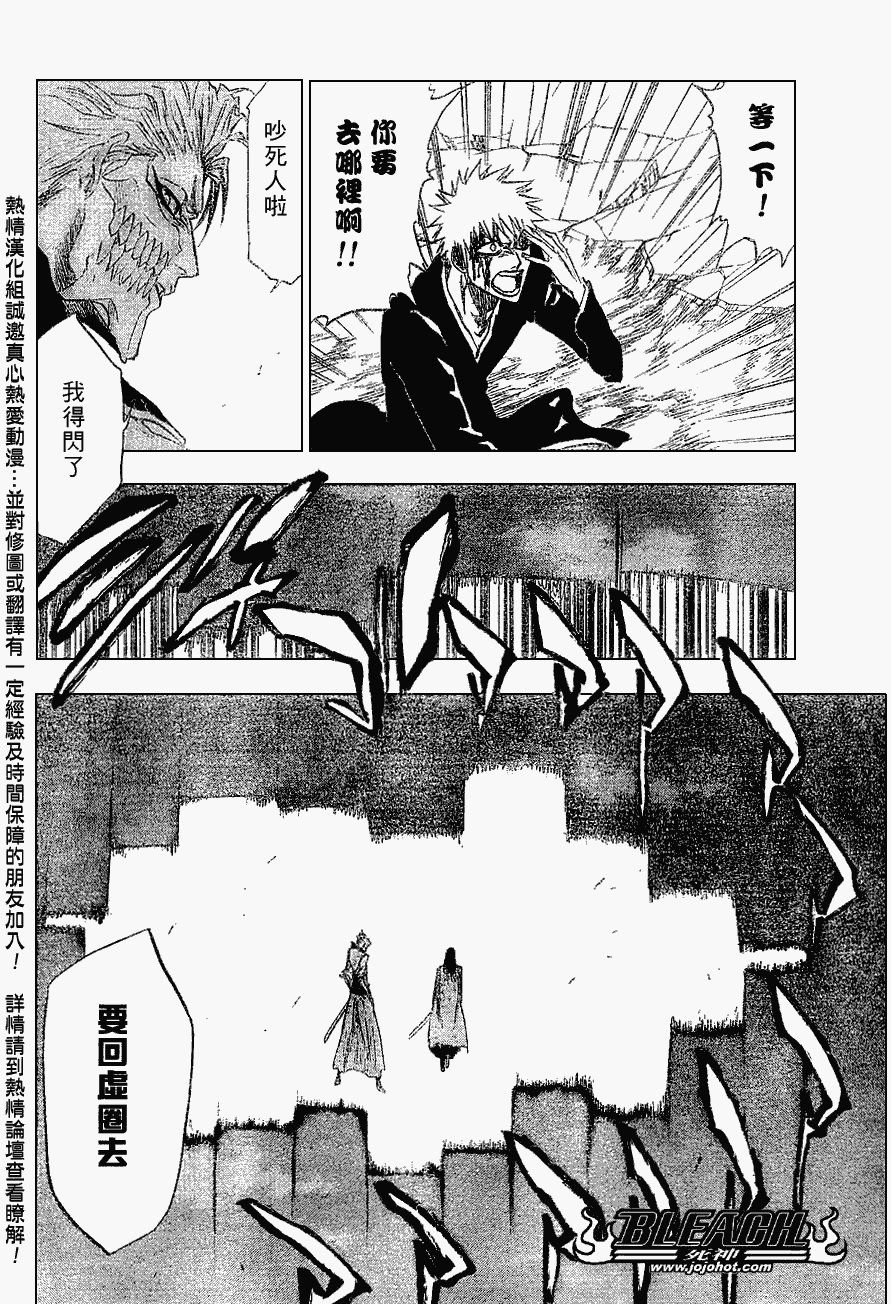 等一下！
你要
去哪裡啊!!
吵死人啦
我得閃了
要回虛圈去
熱情漢化組誠邀真心熱愛動漫…並對修圖或翻譯有一定經驗及時間保障的朋友加入！ 詳情請到熱情論壇查看瞭解！
BLEACH
死神
www.jojohot.com